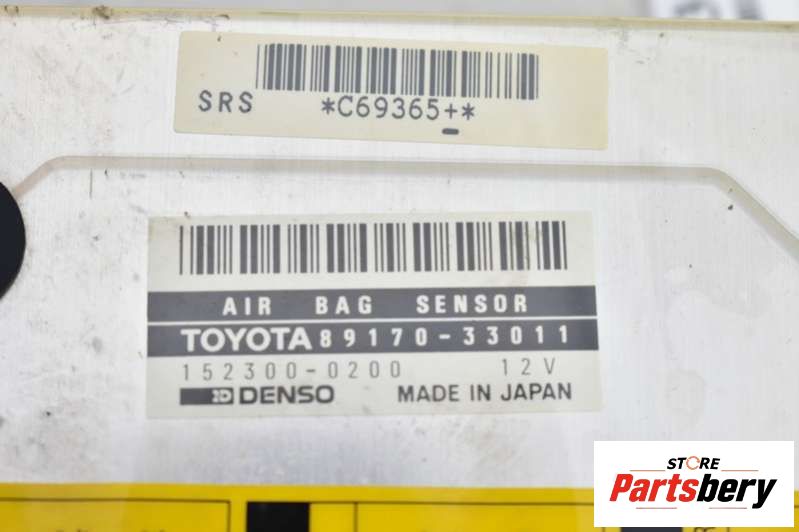 SRS *C69365+*
AIR BAG SENSOR
TOYOTA 89170-33011
152300-0200 12V
DENSO MADE IN JAPAN
STORE
Partsbery